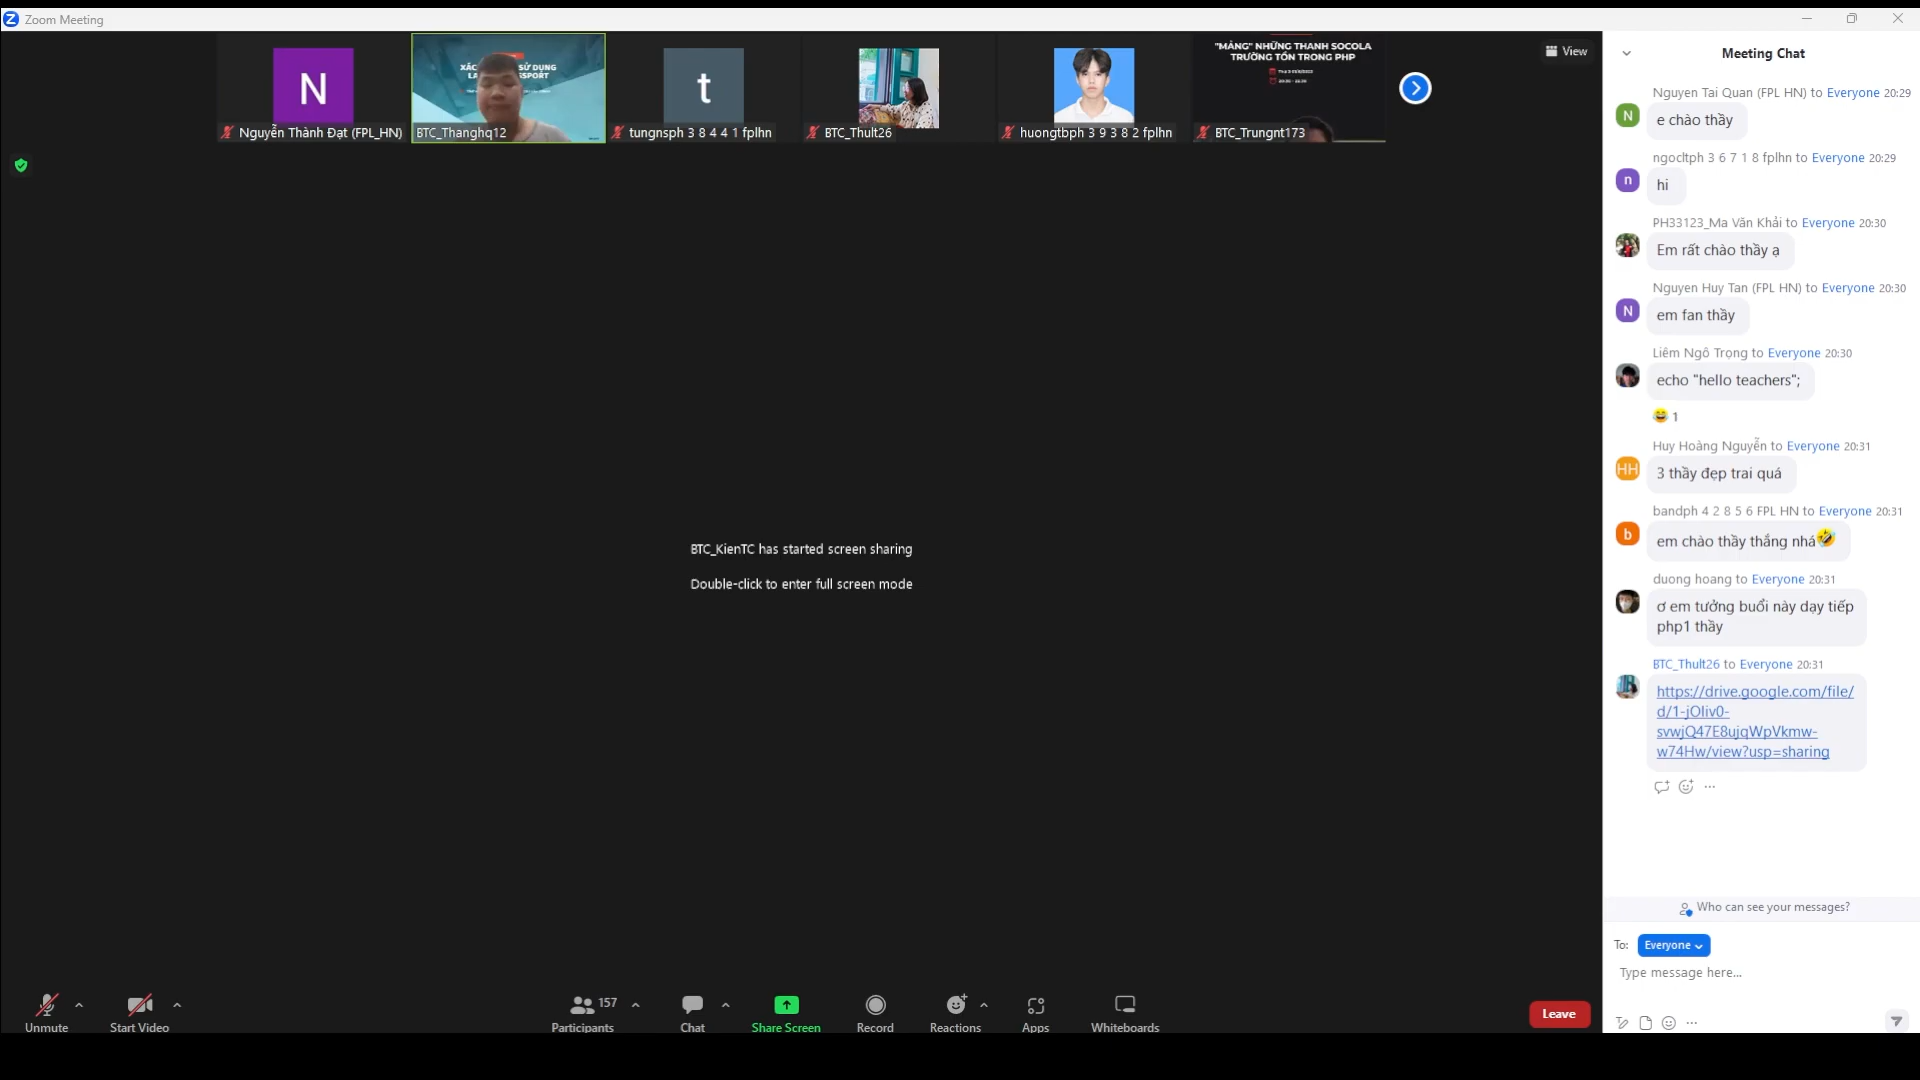 Zoom Meeting
N
XÁC
SỬ DỤNG
SSPORT
t
"MẢNG" NHỮNG THANH SOCOLA
TRƯỜNG TỒN TRONG PHP
View
Nguyễn Thành Đạt (FPL_HN)
BTC_Thanghq12
tungnsph 3 8 4 4 1 fplhn
BTC_Thult26
huongtbph 3 9 3 8 2 fplhn
BTC_Trungnt173
BTC_KienTC has started screen sharing
Double-click to enter full screen mode
Unmute
Start Video
157
Participants
Chat
Share Screen
Record
Reactions
Apps
Whiteboards
Leave
Meeting Chat
Nguyen Tai Quan (FPL HN) to Everyone 20:29
N
e chào thầy
ngocltph 3 6 7 1 8 fplhn to Everyone 20:29
n
hi
PH33123_Ma Văn Khải to Everyone 20:30
Em rất chào thầy ạ
Nguyen Huy Tan (FPL HN) to Everyone 20:30
N
em fan thầy
Liêm Ngô Trọng to Everyone 20:30
echo "hello teachers";
😂 1
Huy Hoàng Nguyễn to Everyone 20:31
HH
3 thầy đẹp trai quá
bandph 4 2 8 5 6 FPL HN to Everyone 20:31
b
em chào thầy thắng nhá🤣
duong hoang to Everyone 20:31
ơ em tưởng buổi này dạy tiếp
php1 thầy
BTC_Thult26 to Everyone 20:31
https://drive.google.com/file/
d/1-jOliv0-
svwjQ47E8ujqWpVkmw-
w74Hw/view?usp=sharing
Who can see your messages?
To: Everyone
Type message here...